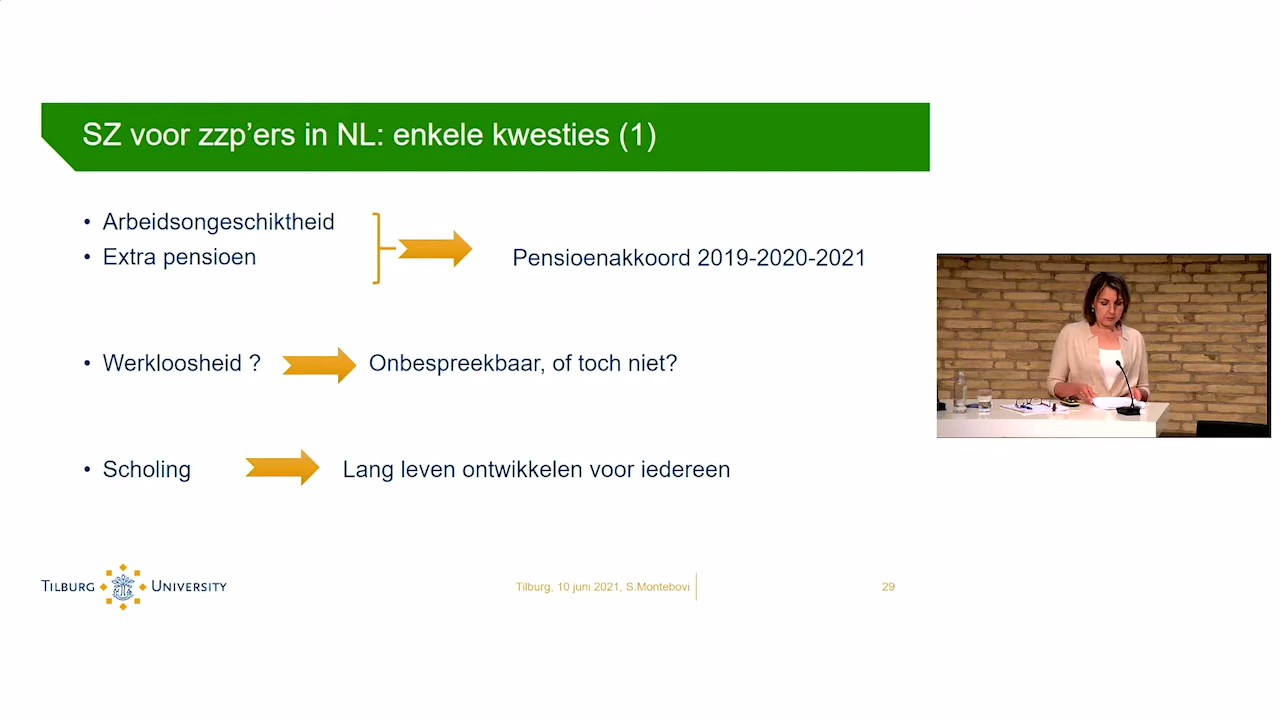 SZ voor zzp’ers in NL: enkele kwesties (1)
• Arbeidsongeschiktheid
• Extra pensioen
Pensioenakkoord 2019-2020-2021
• Werkloosheid ? Onbespreekbaar, of toch niet?
• Scholing Lang leven ontwikkelen voor iedereen
TILBURG UNIVERSITY
Tilburg, 10 juni 2021, S.Montebovi
29